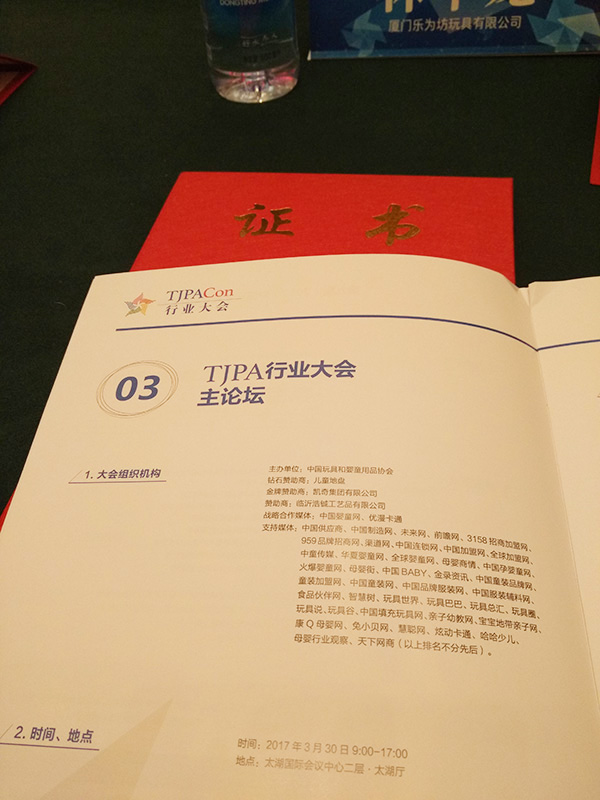 DONGTING
厦门乐为坊玩具有限公司
证书
TJPACon
行业大会
03
TJPA行业大会
主论坛
1. 大会组织机构
主办单位：中国玩具和婴童用品协会
钻石赞助商：儿童地盘
金牌赞助商：凯奇集团有限公司
赞助商：临沂浩铖工艺品有限公司
战略合作媒体：中国婴童网、优漫卡通
支持媒体：中国供应商、中国制造网、未来网、前瞻网、3158招商加盟网、
959品牌招商网、渠道网、中国连锁网、中国加盟网、全球加盟网、
中童传媒、华夏婴童网、全球婴童网、母婴商情、中国孕婴童网、
火爆婴童网、母婴街、中国BABY、金录资讯、中国童装品牌网、
童装加盟网、中国童装网、中国品牌服装网、中国服装辅料网、
食品伙伴网、智慧树、玩具世界、玩具巴巴、玩具总汇、玩具圈、
玩具说、玩具谷、中国填充玩具网、亲子幼教网、宝宝地带亲子网、
康Q母婴网、兔小贝网、慧聪网、炫动卡通、哈哈少儿、
母婴行业观察、天下网商（以上排名不分先后）。
2. 时间、地点
时间：2017年3月30日 9:00-17:00
地点：太湖国际会议中心二层·太湖厅